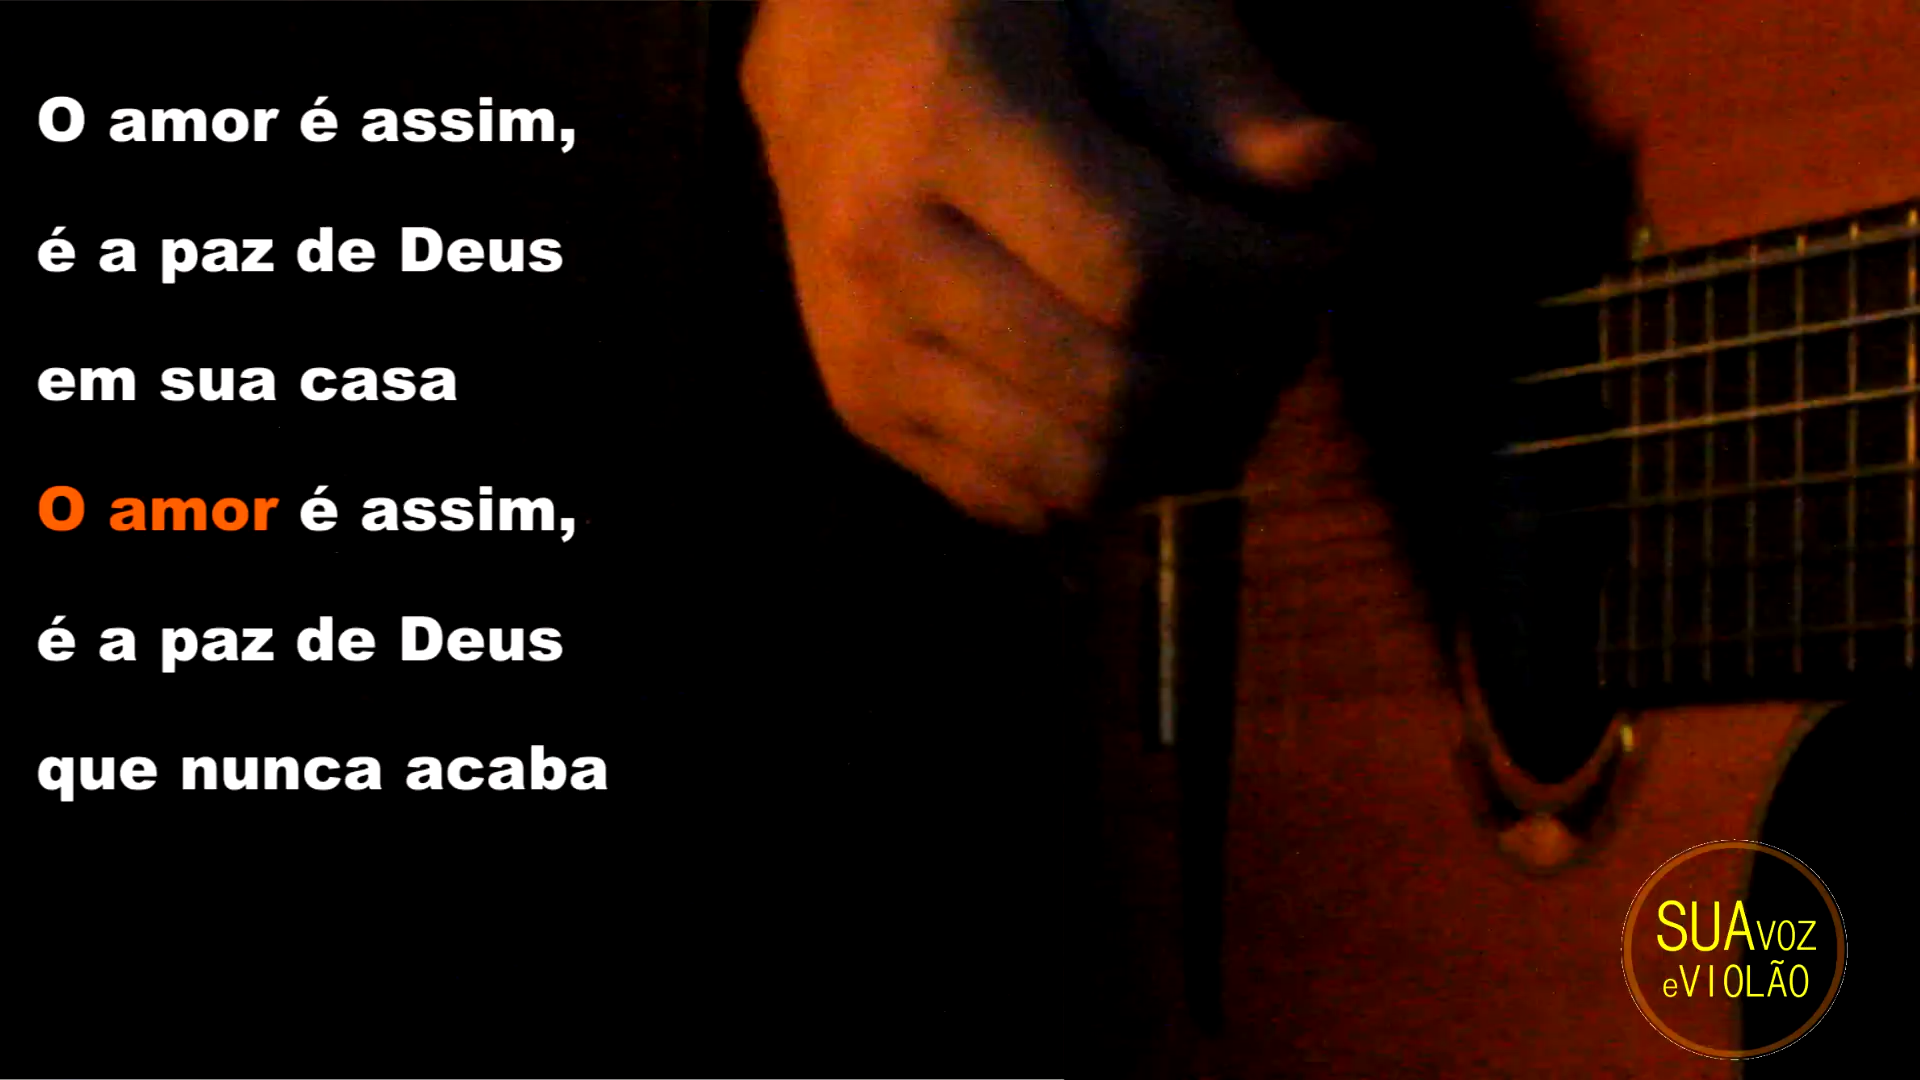 O amor é assim,
é a paz de Deus
em sua casa
O amor é assim,
é a paz de Deus
que nunca acaba
SUAVOZ
eVIOLÃO